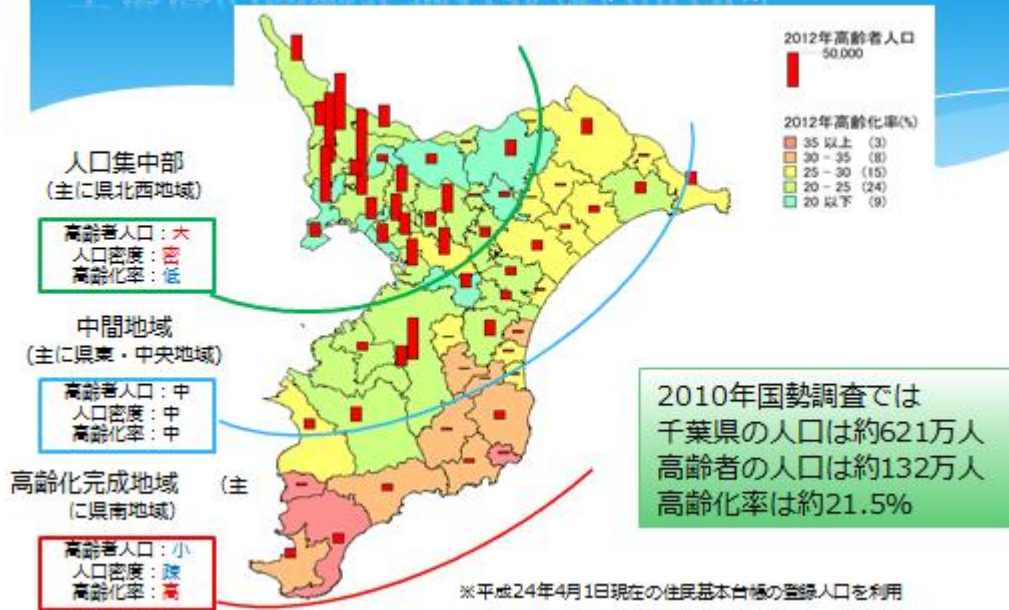 2012年高齢者人口
50,000
2012年高齢化率(%)
35 以上 (3)
30 - 35 (8)
25 - 30 (15)
20 - 25 (24)
20 以下 (9)
人口集中部
(主に県北西地域)
高齢者人口：大
人口密度：密
高齢化率：低
中間地域
(主に県東・中央地域)
高齢者人口：中
人口密度：中
高齢化率：中
高齢化完成地域 (主
に県南地域)
高齢者人口：小
人口密度：疎
高齢化率：高
2010年国勢調査では
千葉県の人口は約621万人
高齢者の人口は約132万人
高齢化率は約21.5%
※平成24年4月1日現在の住民基本台帳の登録人口を利用